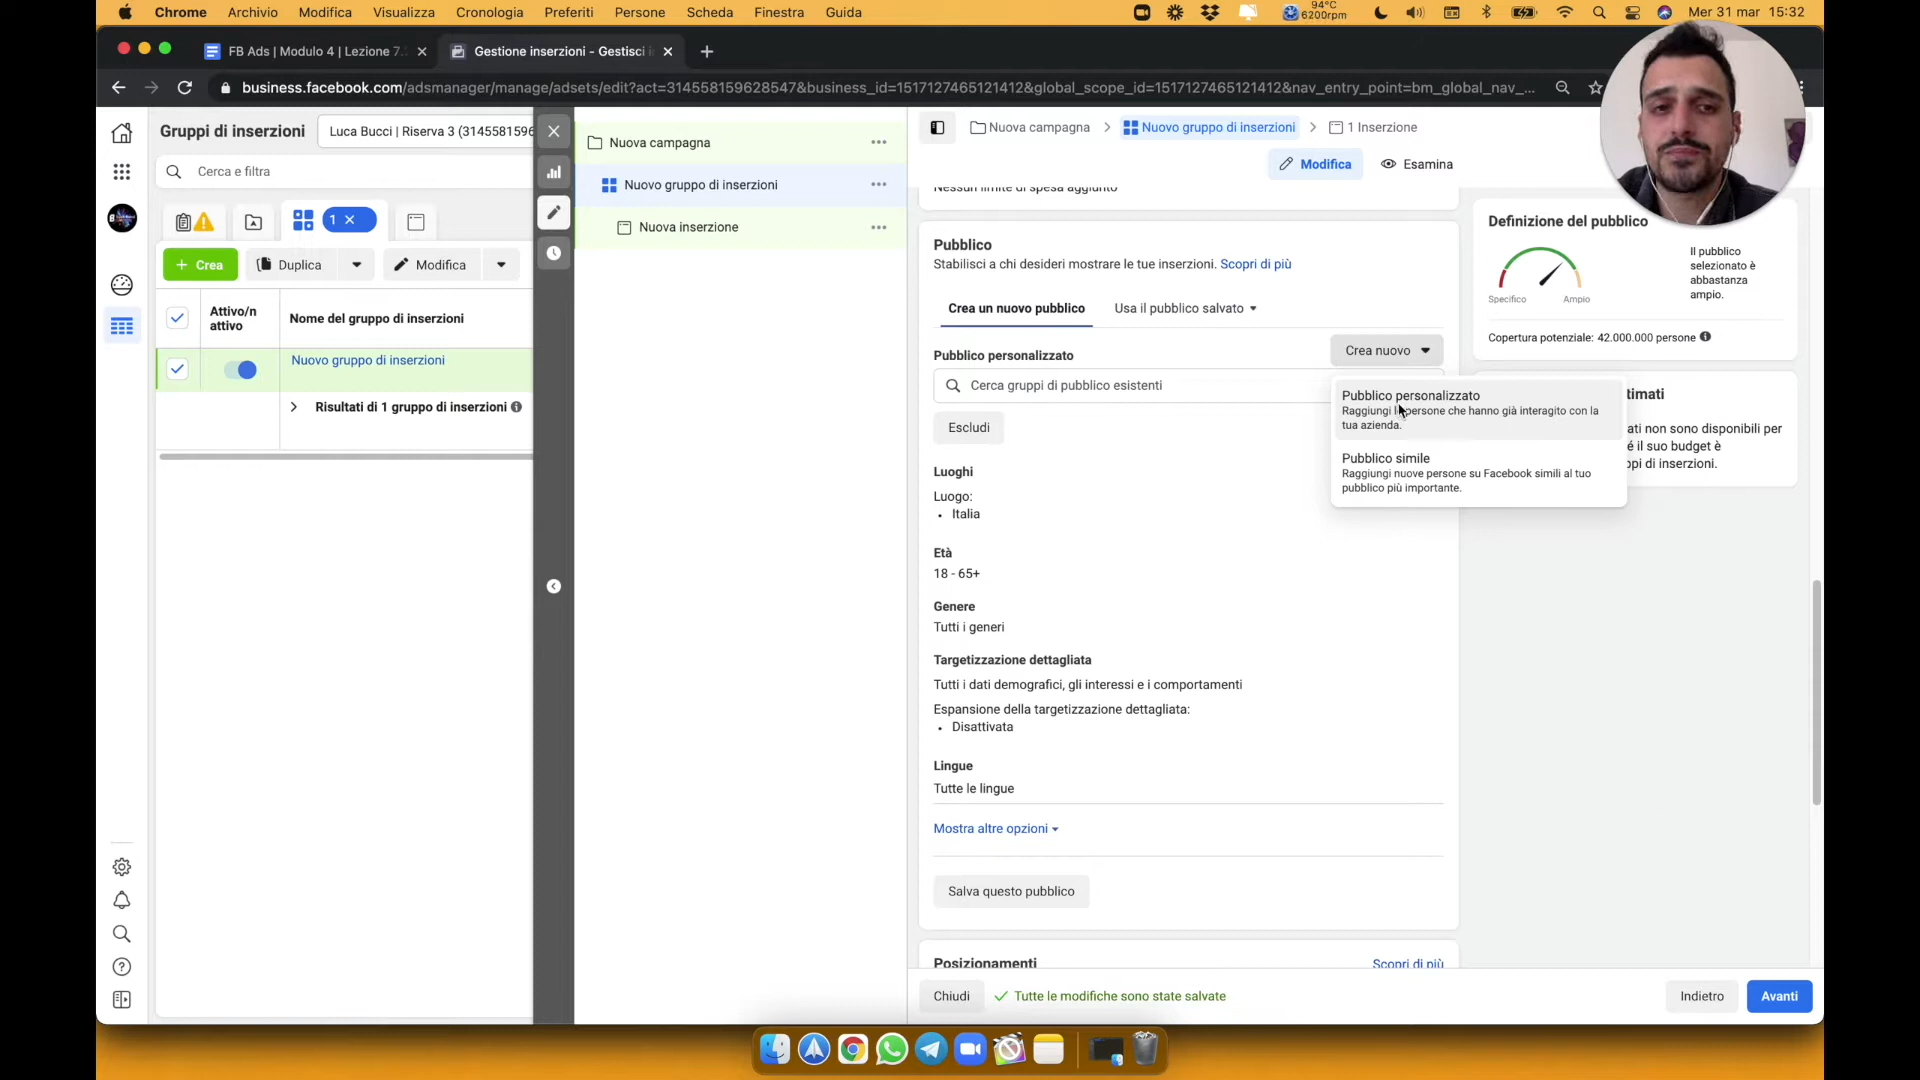 Chrome Archivio Modifica Visualizza Cronologia Preferiti Persone Scheda Finestra Guida
94°C
6200rpm
Mer 31 mar 15:32
FB Ads | Modulo 4 | Lezione 7.
Gestione inserzioni - Gestisci i
business.facebook.com/adsmanager/manage/adsets/edit?act=314558159628547&business_id=1517127465121412&global_scope_id=1517127465121412&nav_entry_point=bm_global_nav_...
Gruppi di inserzioni
Luca Bucci | Riserva 3 (3145581596
Cerca e filtra
1
+ Crea
Duplica
Modifica
Attivo/n
attivo
Nome del gruppo di inserzioni
Nuovo gruppo di inserzioni
Risultati di 1 gruppo di inserzioni
Nuova campagna
Nuovo gruppo di inserzioni
Nuova inserzione
Nuova campagna > Nuovo gruppo di inserzioni > 1 Inserzione
Modifica
Esamina
Nessun limite di spesa aggiunto
Pubblico
Stabilisci a chi desideri mostrare le tue inserzioni. Scopri di più
Crea un nuovo pubblico
Usa il pubblico salvato
Pubblico personalizzato
Crea nuovo
Cerca gruppi di pubblico esistenti
Pubblico personalizzato
Raggiungi le persone che hanno già interagito con la
tua azienda.
Pubblico simile
Raggiungi nuove persone su Facebook simili al tuo
pubblico più importante.
Escludi
Luoghi
Luogo:
• Italia
Età
18 - 65+
Genere
Tutti i generi
Targetizzazione dettagliata
Tutti i dati demografici, gli interessi e i comportamenti
Espansione della targetizzazione dettagliata:
• Disattivata
Lingue
Tutte le lingue
Mostra altre opzioni
Salva questo pubblico
Posizionamenti
Scopri di più
Chiudi
Tutte le modifiche sono state salvate
Indietro
Avanti
Definizione del pubblico
Specifico
Ampio
Il pubblico
selezionato è
abbastanza
ampio.
Copertura potenziale: 42.000.000 persone
timati
ati non sono disponibili per
é il suo budget è
ppi di inserzioni.